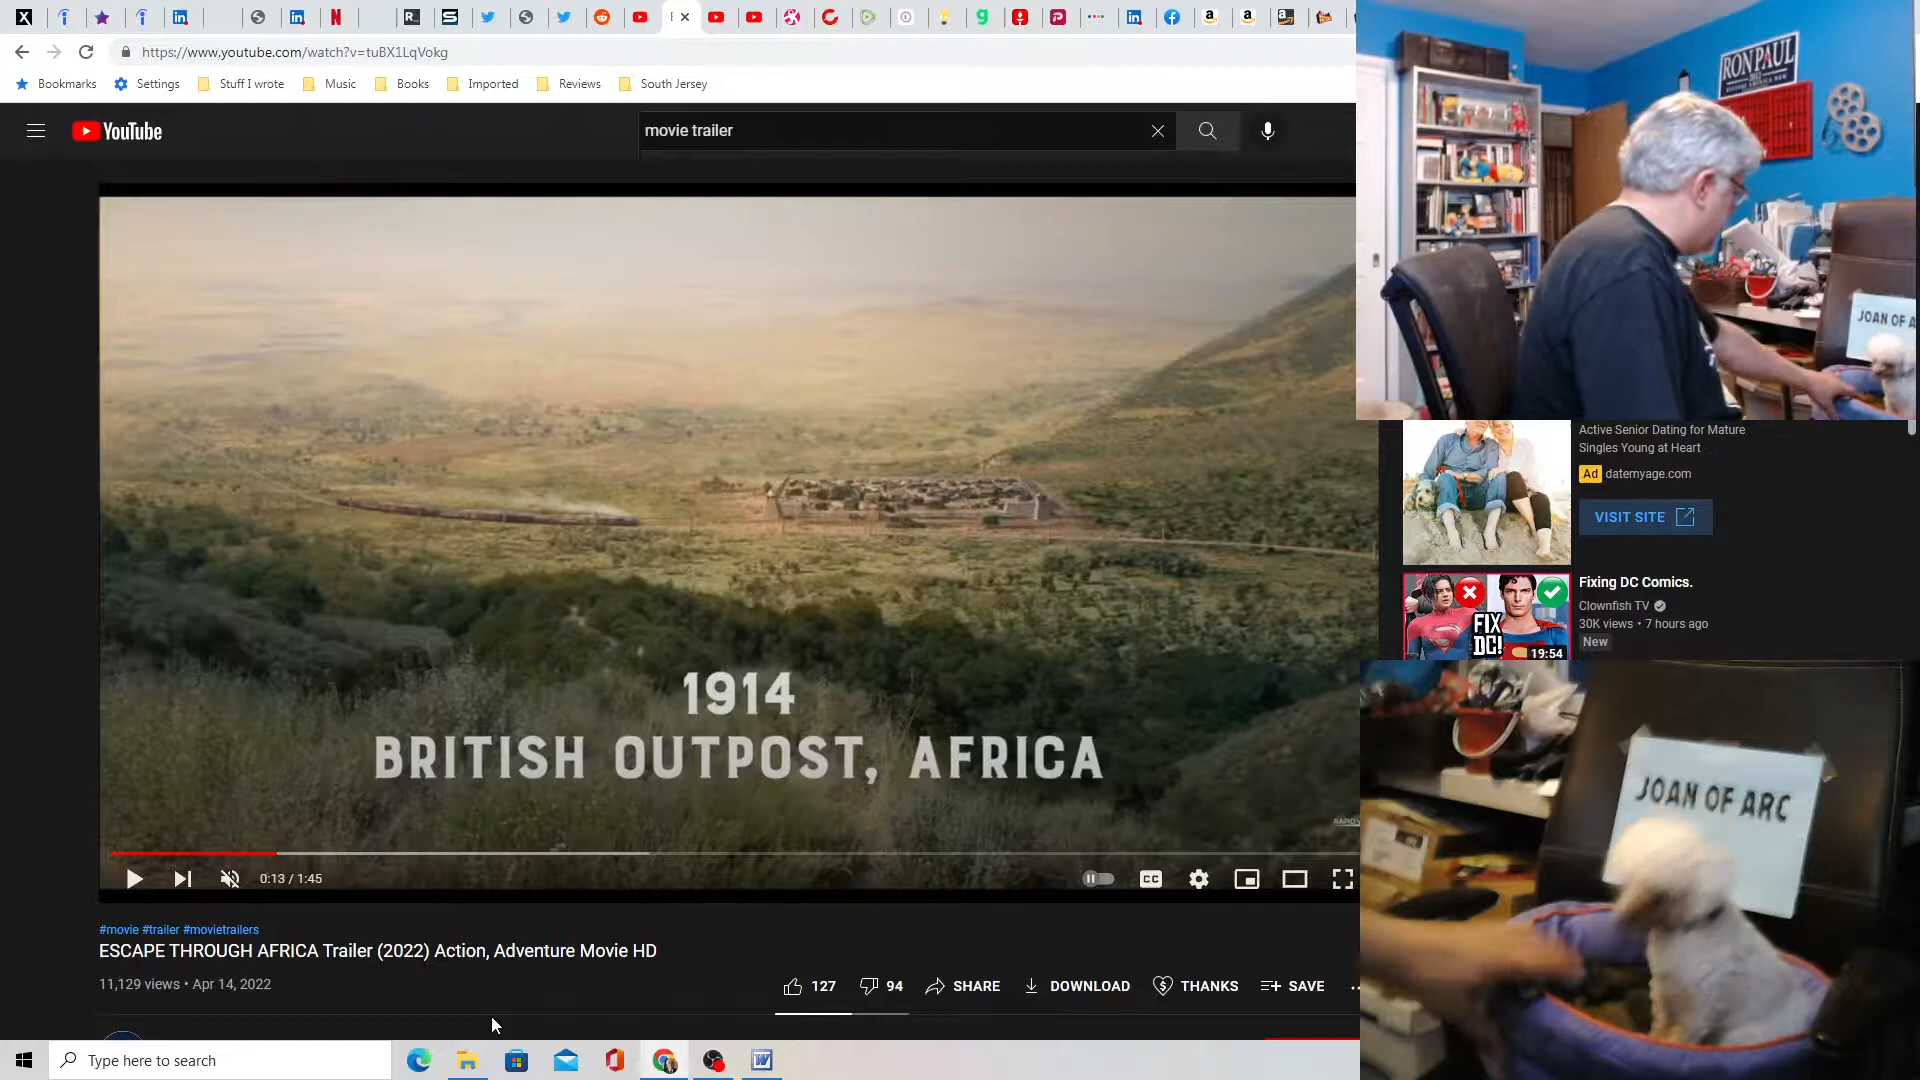 https://www.youtube.com/watch?v=tuBX1LqVokg
Bookmarks
Settings
Stuff I wrote
Music
Books
Imported
Reviews
South Jersey
YouTube
movie trailer
1914
BRITISH OUTPOST, AFRICA
0:13 / 1:45
CC
#movie #trailer #movietrailers
ESCAPE THROUGH AFRICA Trailer (2022) Action, Adventure Movie HD
11,129 views • Apr 14, 2022
127
94
SHARE
DOWNLOAD
THANKS
SAVE
RON PAUL
JOAN OF A
Active Senior Dating for Mature
Singles Young at Heart
Ad datemyage.com
VISIT SITE
FIX
DC!
19:54
Fixing DC Comics.
Clownfish TV
30K views • 7 hours ago
New
JOAN OF ARC
Type here to search